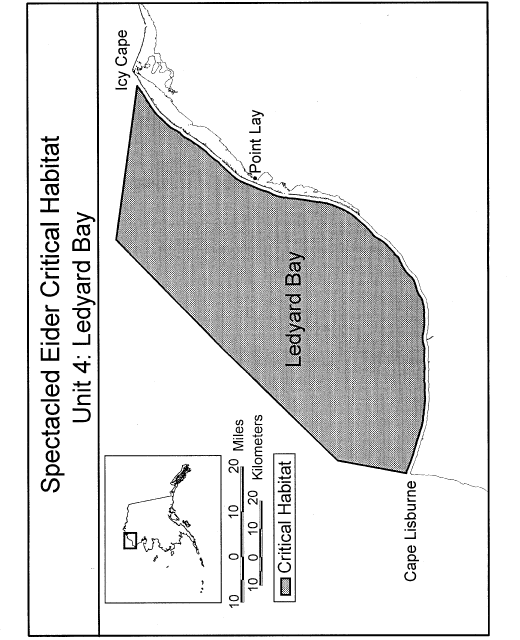 Spectacled Eider Critical Habitat
Unit 4: Ledyard Bay
Icy Cape
Point Lay
Ledyard Bay
Cape Lisburne
10 0 10 20 Miles
10 0 10 20 Kilometers
Critical Habitat